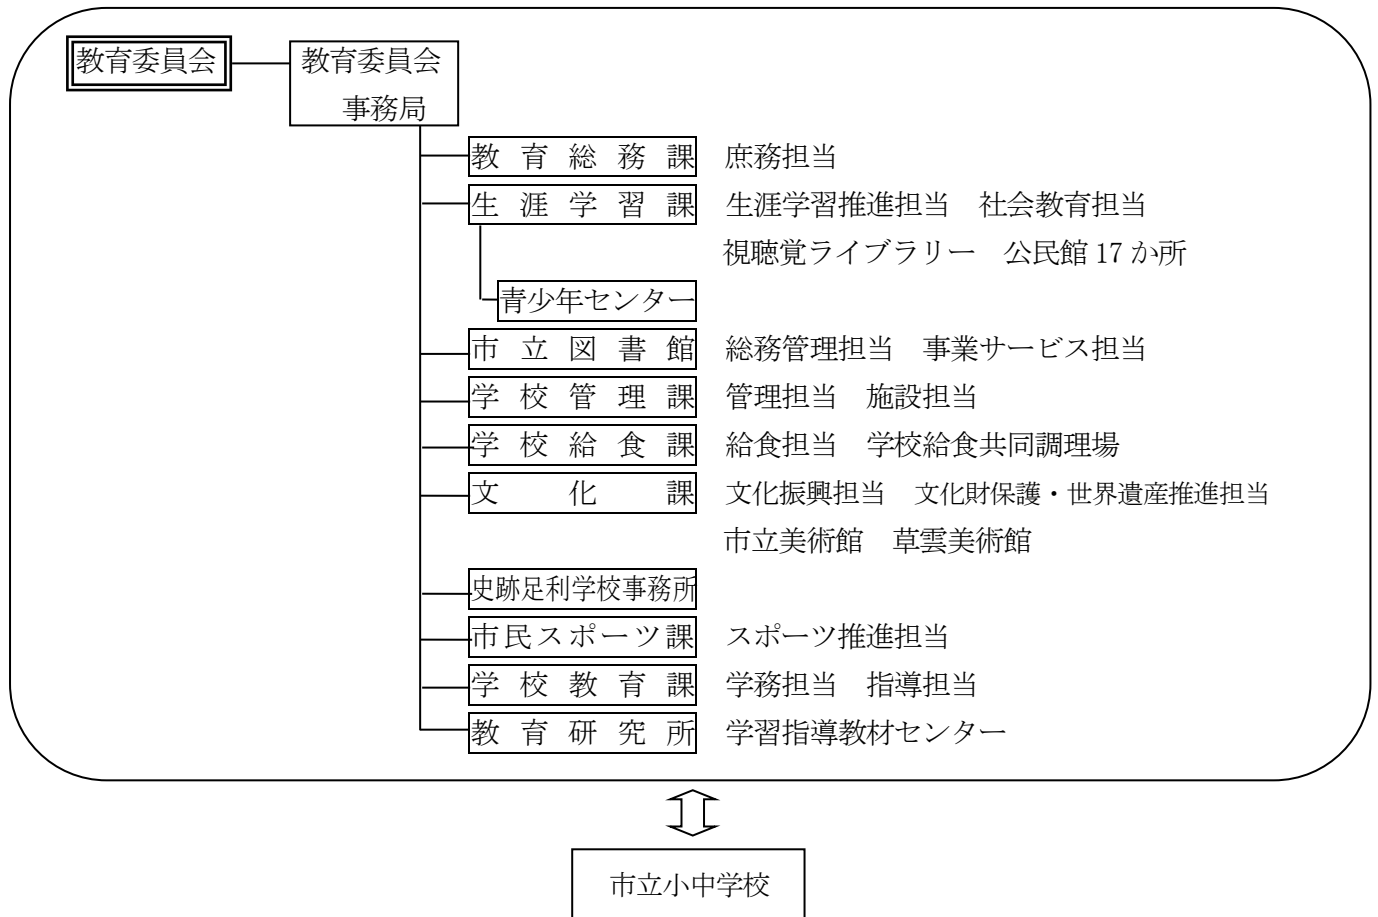 教育委員会 教育委員会
事務局
教育総務課 庶務担当
生涯学習課 生涯学習推進担当 社会教育担当
視聴覚ライブラリー 公民館 17 か所
青少年センター
市立図書館 総務管理担当 事業サービス担当
学校管理課 管理担当 施設担当
学校給食課 給食担当 学校給食共同調理場
文化課 文化振興担当 文化財保護・世界遺産推進担当
市立美術館 草雲美術館
史跡足利学校事務所
市民スポーツ課 スポーツ推進担当
学校教育課 学務担当 指導担当
教育研究所 学習指導教材センター
市立小中学校